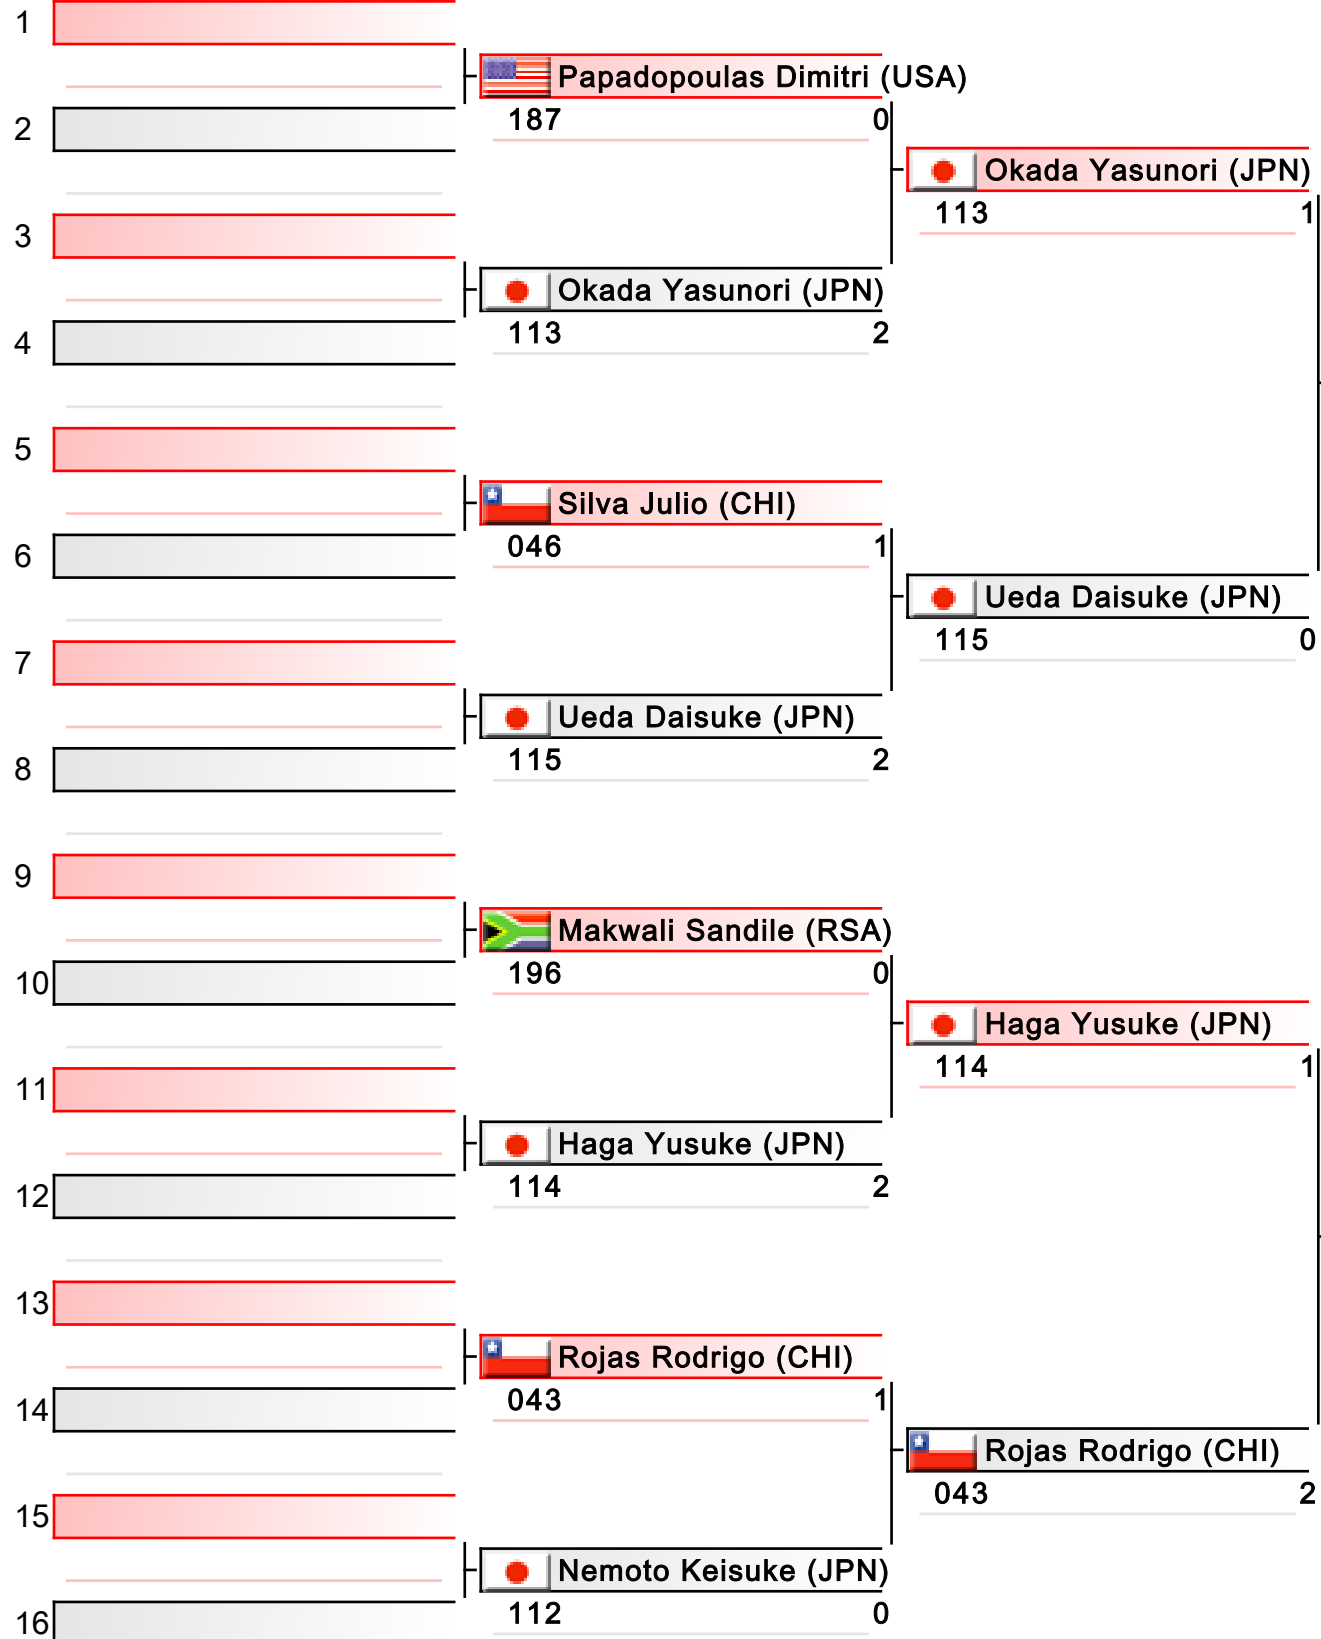 1
Papadopoulas Dimitri (USA)
187 0
2
Okada Yasunori (JPN)
113 1
3
Okada Yasunori (JPN)
113 2
4
5
Silva Julio (CHI)
046 1
6
Ueda Daisuke (JPN)
115 0
7
Ueda Daisuke (JPN)
115 2
8
9
Makwali Sandile (RSA)
196 0
10
Haga Yusuke (JPN)
114 1
11
Haga Yusuke (JPN)
114 2
12
13
Rojas Rodrigo (CHI)
043 1
14
Rojas Rodrigo (CHI)
043 2
15
Nemoto Keisuke (JPN)
112 0
16